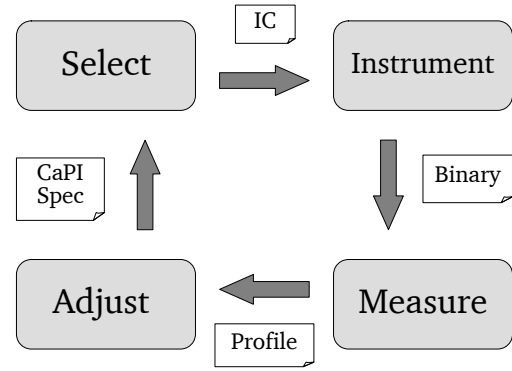 IC
Select
Instrument
CaPI
Spec
Binary
Adjust
Measure
Profile